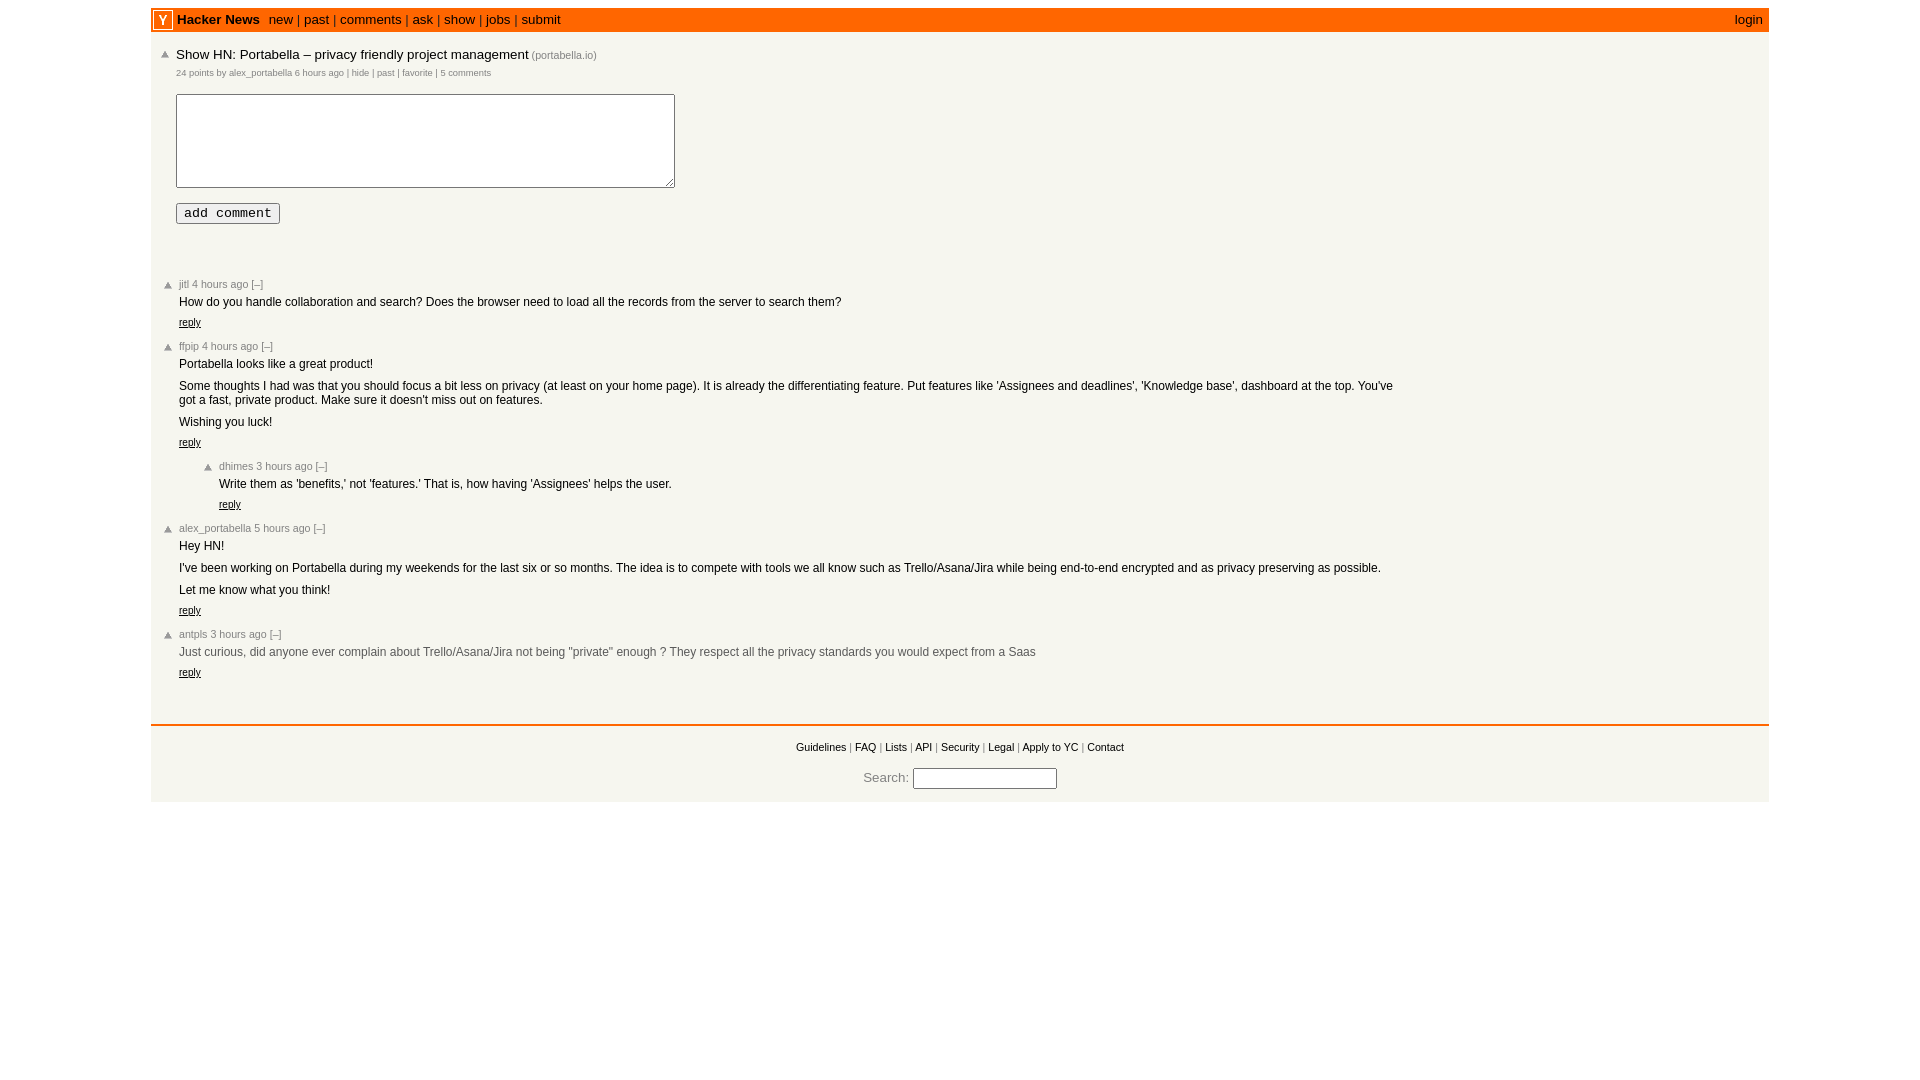 Y Hacker News new | past | comments | ask | show | jobs | submit login
Show HN: Portabella – privacy friendly project management (portabella.io)
24 points by alex_portabella 6 hours ago | hide | past | favorite | 5 comments
add comment
jitl 4 hours ago [–]
How do you handle collaboration and search? Does the browser need to load all the records from the server to search them?
reply
ffpip 4 hours ago [–]
Portabella looks like a great product!
Some thoughts I had was that you should focus a bit less on privacy (at least on your home page). It is already the differentiating feature. Put features like 'Assignees and deadlines', 'Knowledge base', dashboard at the top. You've
got a fast, private product. Make sure it doesn't miss out on features.
Wishing you luck!
reply
dhimes 3 hours ago [–]
Write them as 'benefits,' not 'features.' That is, how having 'Assignees' helps the user.
reply
alex_portabella 5 hours ago [–]
Hey HN!
I've been working on Portabella during my weekends for the last six or so months. The idea is to compete with tools we all know such as Trello/Asana/Jira while being end-to-end encrypted and as privacy preserving as possible.
Let me know what you think!
reply
antpls 3 hours ago [–]
Just curious, did anyone ever complain about Trello/Asana/Jira not being "private" enough ? They respect all the privacy standards you would expect from a Saas
reply
Guidelines | FAQ | Lists | API | Security | Legal | Apply to YC | Contact
Search: